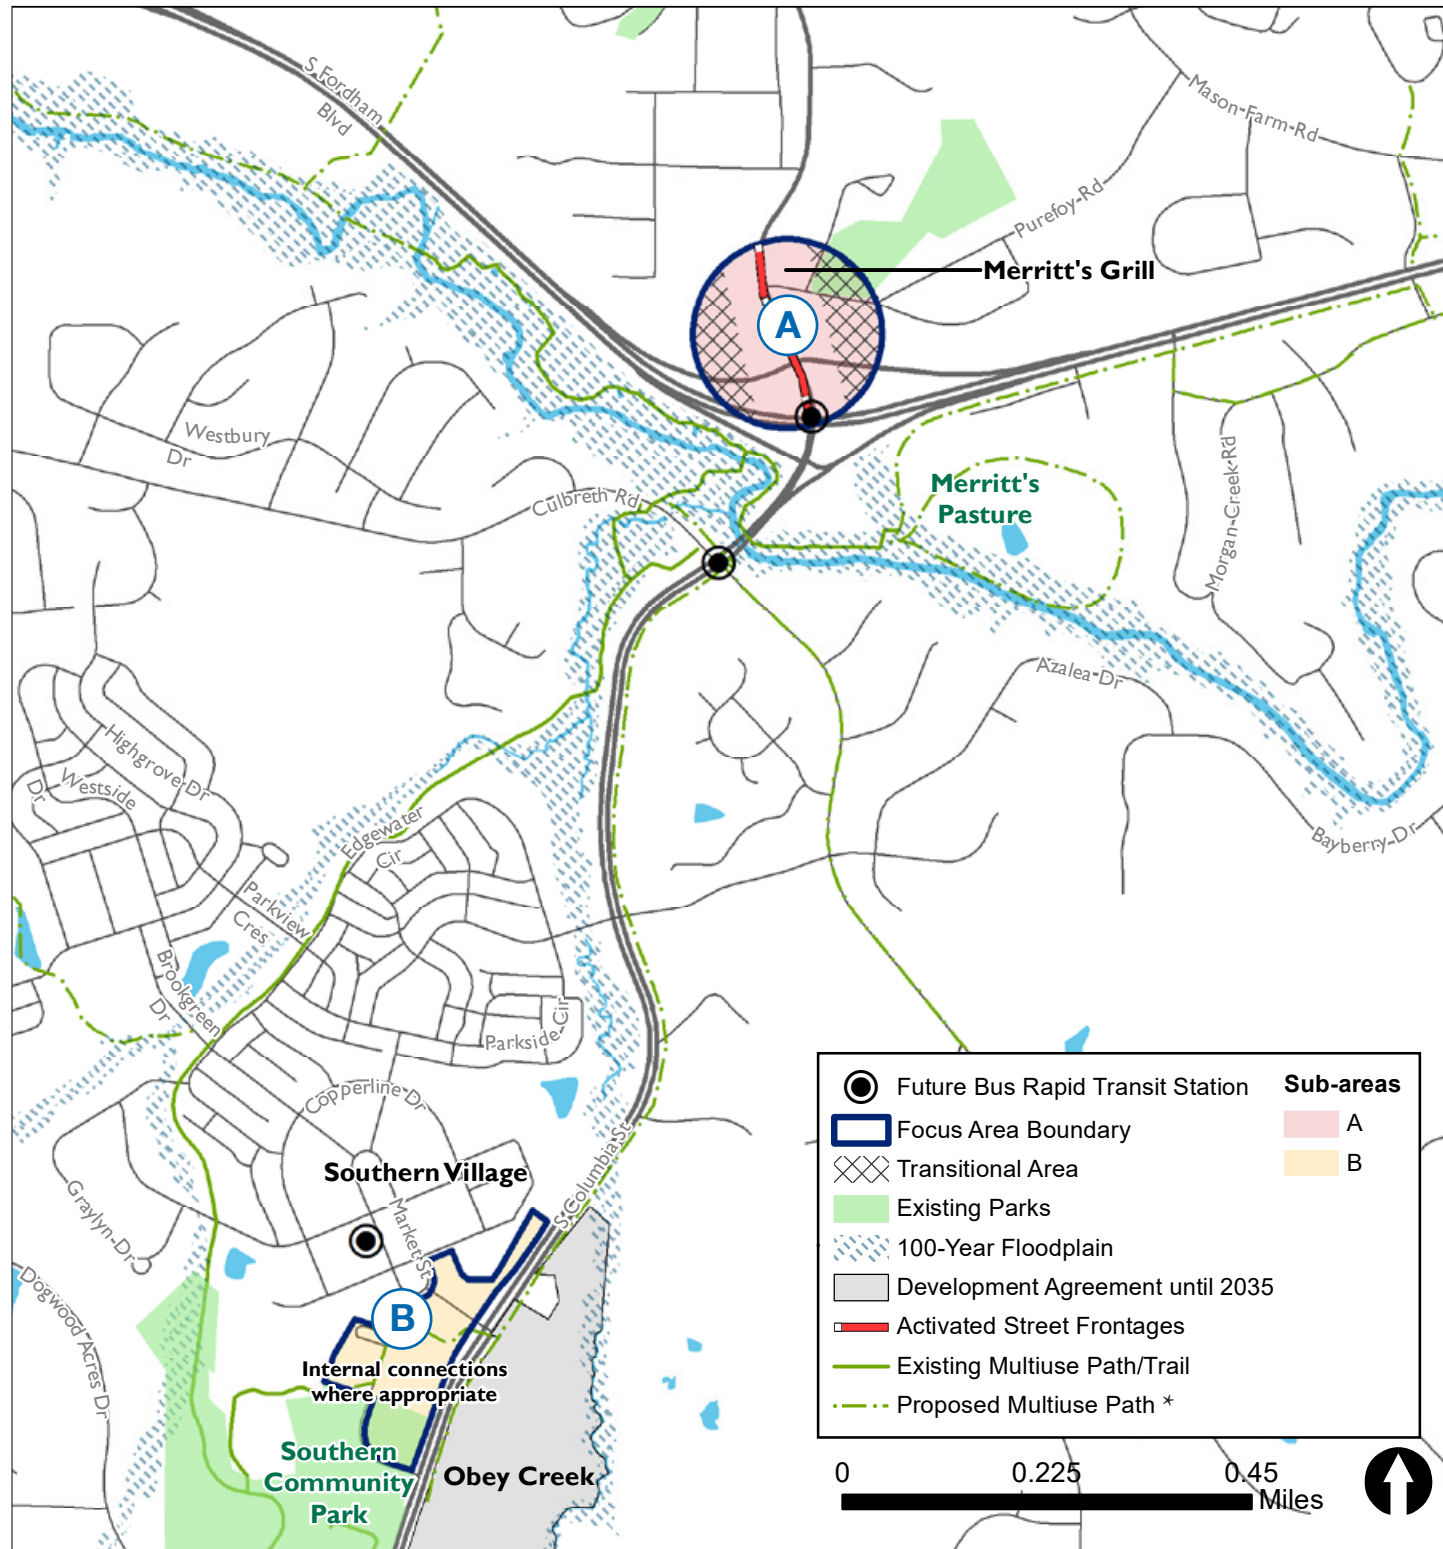 S Fordham
Blvd
Mason Farm Rd
Purefoy Rd
Merritt's Grill
A
Westbury
Dr
Culbreth Rd
Merritt's
Pasture
Morgan Creek Rd
Azalea Dr
Highgrove Dr
Westside
Dr
Edgewater
Cir
Bayberry Dr
Parkview
Cres
Brookgreen
Dr
Parkside Cir
Copperline Dr
Southern Village
S Columbia St
Market St
Graylyn Dr
Dogwood Acres Dr
B
Internal connections
where appropriate
Southern
Community
Park
Obey Creek
Future Bus Rapid Transit Station
Focus Area Boundary
Transitional Area
Existing Parks
100-Year Floodplain
Development Agreement until 2035
Activated Street Frontages
Existing Multiuse Path/Trail
Proposed Multiuse Path *
Sub-areas
A
B
0 0.225 0.45
Miles